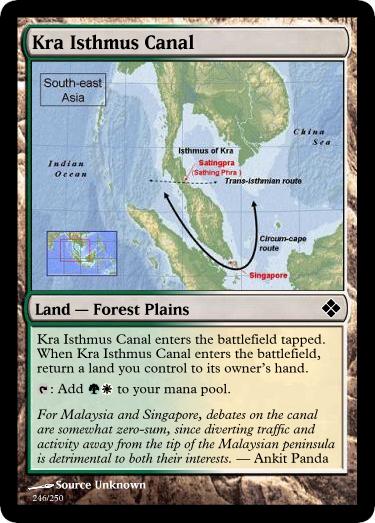 Kra Isthmus Canal
South-east
Asia
China
Sea
Isthmus of Kra
Satingpra
(Sathing Phra )
Indian
Ocean
Trans-isthmian route
Circum-cape
route
Singapore
Land — Forest Plains
Kra Isthmus Canal enters the battlefield tapped.
When Kra Isthmus Canal enters the battlefield,
return a land you control to its owner's hand.
: Add to your mana pool.
For Malaysia and Singapore, debates on the canal
are somewhat zero-sum, since diverting traffic and
activity away from the tip of the Malaysian peninsula
is detrimental to both their interests. — Ankit Panda
Source Unknown
246/250